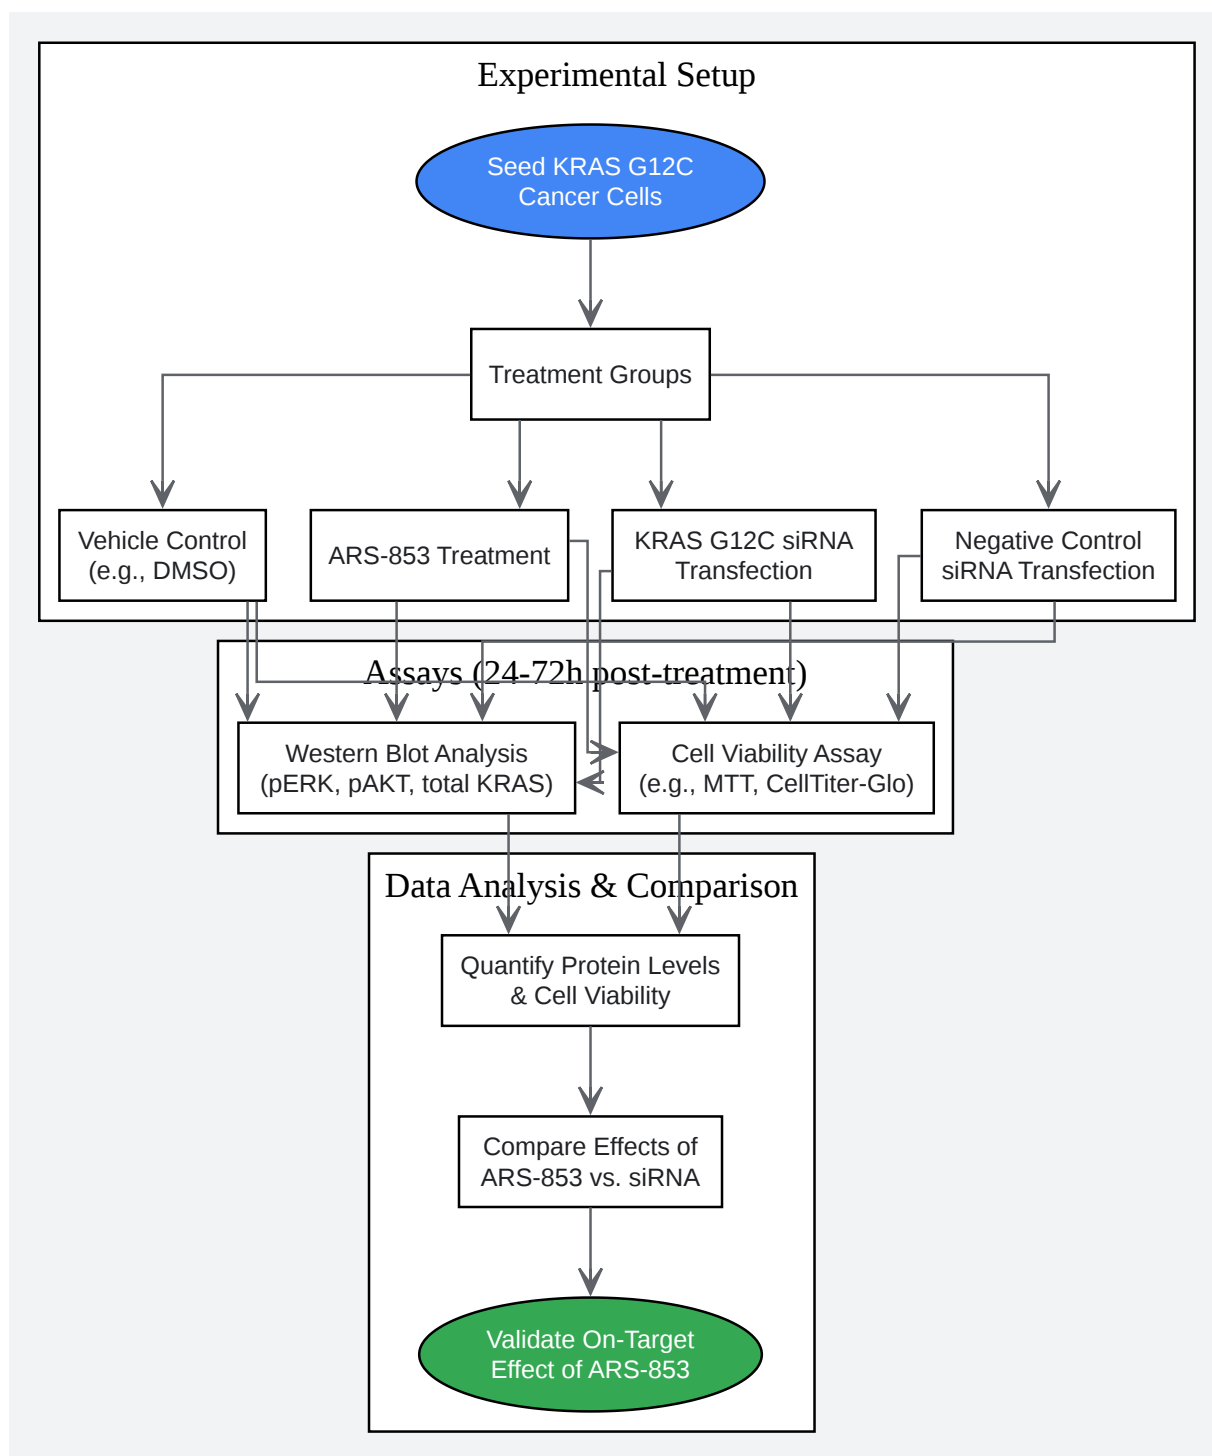 Experimental Setup
Seed KRAS G12C
Cancer Cells
Treatment Groups
Vehicle Control
(e.g., DMSO)
ARS-853 Treatment
KRAS G12C siRNA
Transfection
Negative Control
siRNA Transfection
Assays (24-72h post-treatment)
Western Blot Analysis
(pERK, pAKT, total KRAS)
Cell Viability Assay
(e.g., MTT, CellTiter-Glo)
Data Analysis & Comparison
Quantify Protein Levels
& Cell Viability
Compare Effects of
ARS-853 vs. siRNA
Validate On-Target
Effect of ARS-853